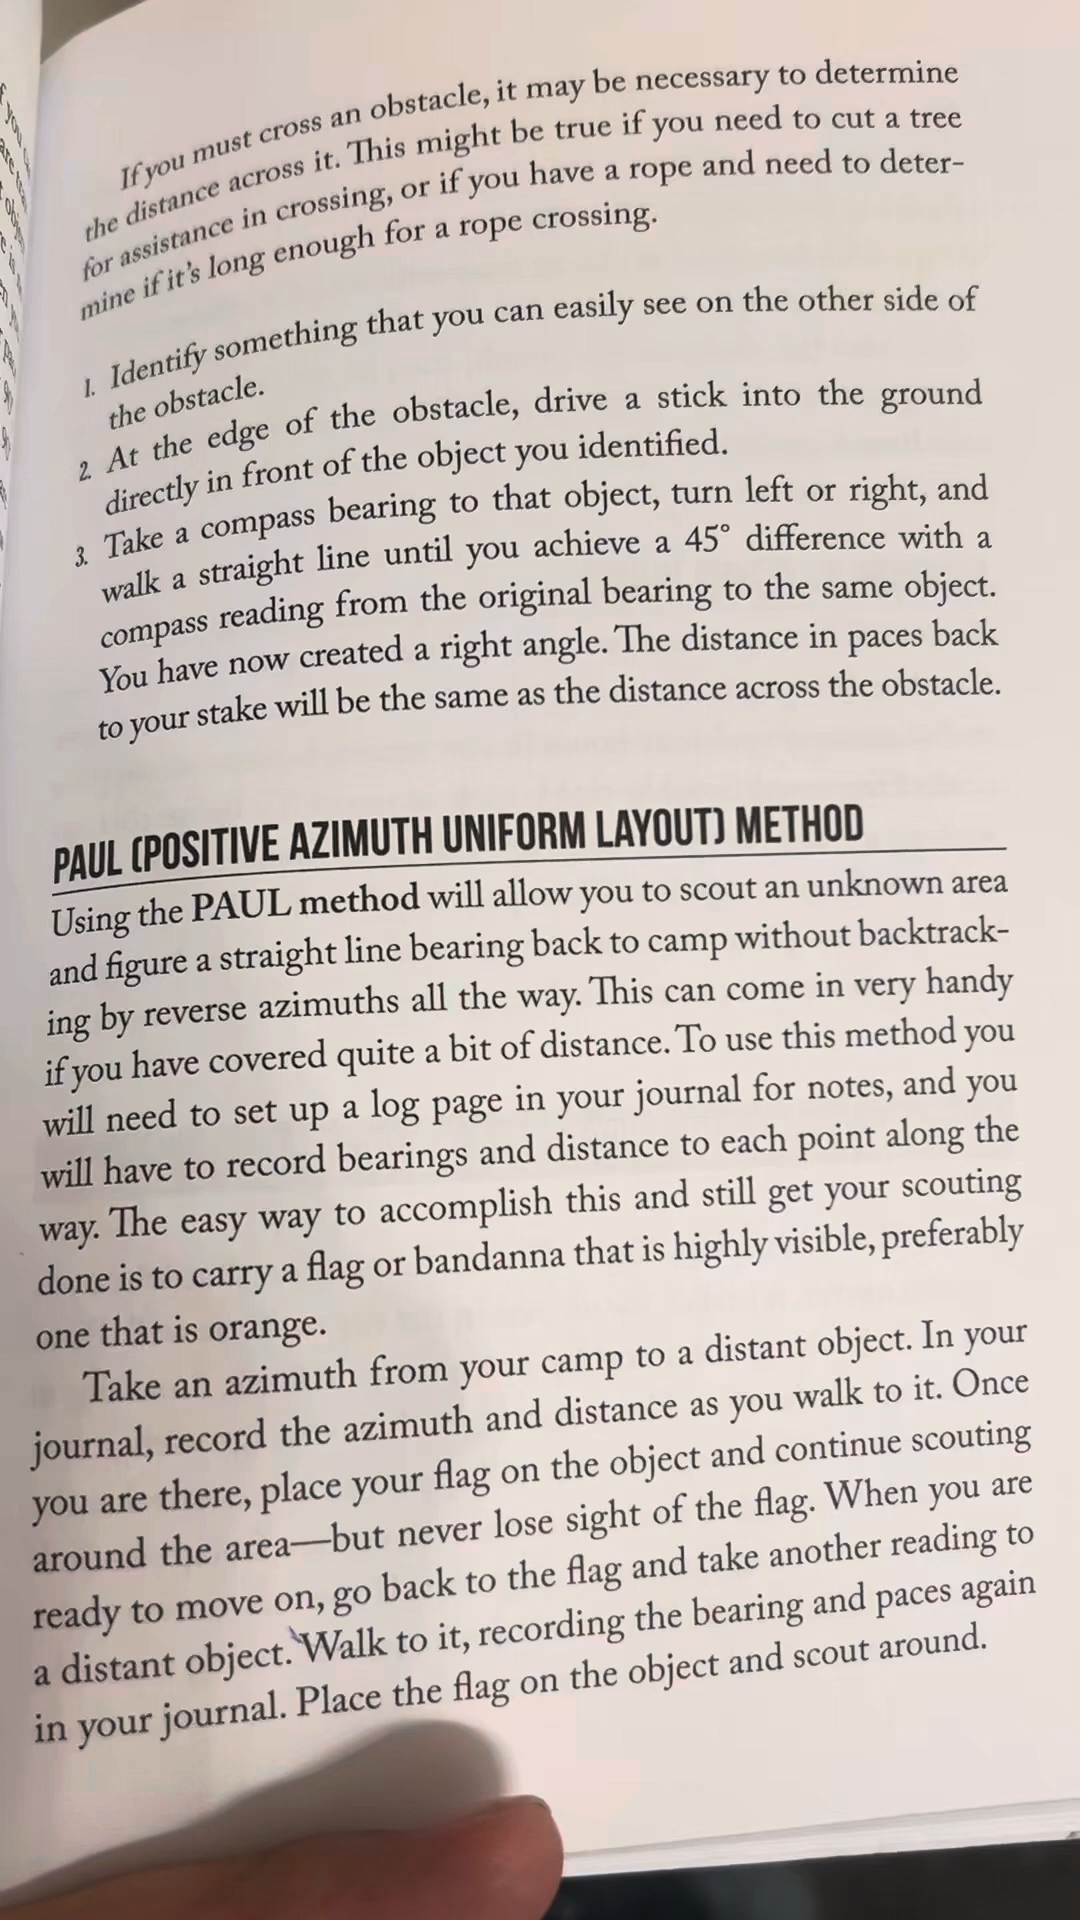 If you must cross an obstacle, it may be necessary to determine
the distance across it. This might be true if you need to cut a tree
for assistance in crossing, or if you have a rope and need to deter-
mine if it's long enough for a rope crossing.
1. Identify something that you can easily see on the other side of
the obstacle.
2. At the edge of the obstacle, drive a stick into the ground
directly in front of the object you identified.
3. Take a compass bearing to that object, turn left or right, and
walk a straight line until you achieve a 45° difference with a
compass reading from the original bearing to the same object.
You have now created a right angle. The distance in paces back
to your stake will be the same as the distance across the obstacle.
PAUL (POSITIVE AZIMUTH UNIFORM LAYOUT) METHOD
Using the PAUL method will allow you to scout an unknown area
and figure a straight line bearing back to camp without backtrack-
ing by reverse azimuths all the way. This can come in very handy
if you have covered quite a bit of distance. To use this method you
will need to set up a log page in your journal for notes, and you
will have to record bearings and distance to each point along the
way. The easy way to accomplish this and still get your scouting
done is to carry a flag or bandanna that is highly visible, preferably
one that is orange.
Take an azimuth from your camp to a distant object. In your
journal, record the azimuth and distance as you walk to it. Once
you are there, place your flag on the object and continue scouting
around the area—but never lose sight of the flag. When you are
ready to move on, go back to the flag and take another reading to
a distant object. Walk to it, recording the bearing and paces again
in your journal. Place the flag on the object and scout around.